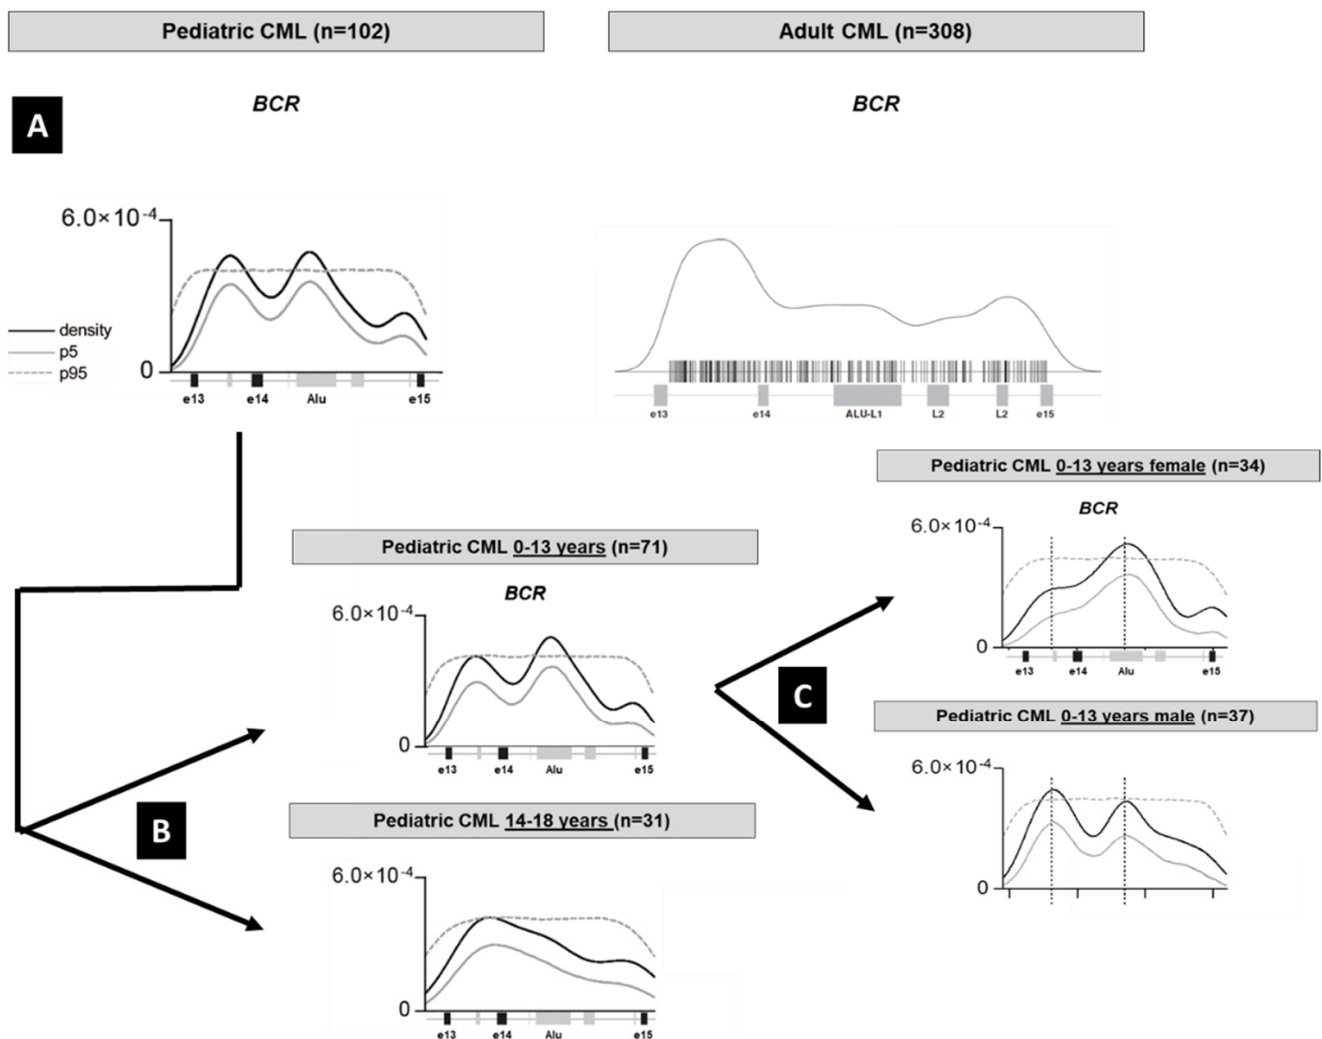 Pediatric CML (n=102)
Adult CML (n=308)
A
BCR
BCR
6.0×10-4
density
p5
p95
0
e13 e14 Alu e15
e13 e14 ALU-L1 L2 L2 e15
Pediatric CML 0-13 years female (n=34)
BCR
6.0×10-4
0
e13 e14 Alu e15
Pediatric CML 0-13 years (n=71)
BCR
6.0×10-4
0
e13 e14 Alu e15
C
Pediatric CML 0-13 years male (n=37)
6.0×10-4
0
B
Pediatric CML 14-18 years (n=31)
6.0×10-4
0
e13 e14 Alu e15